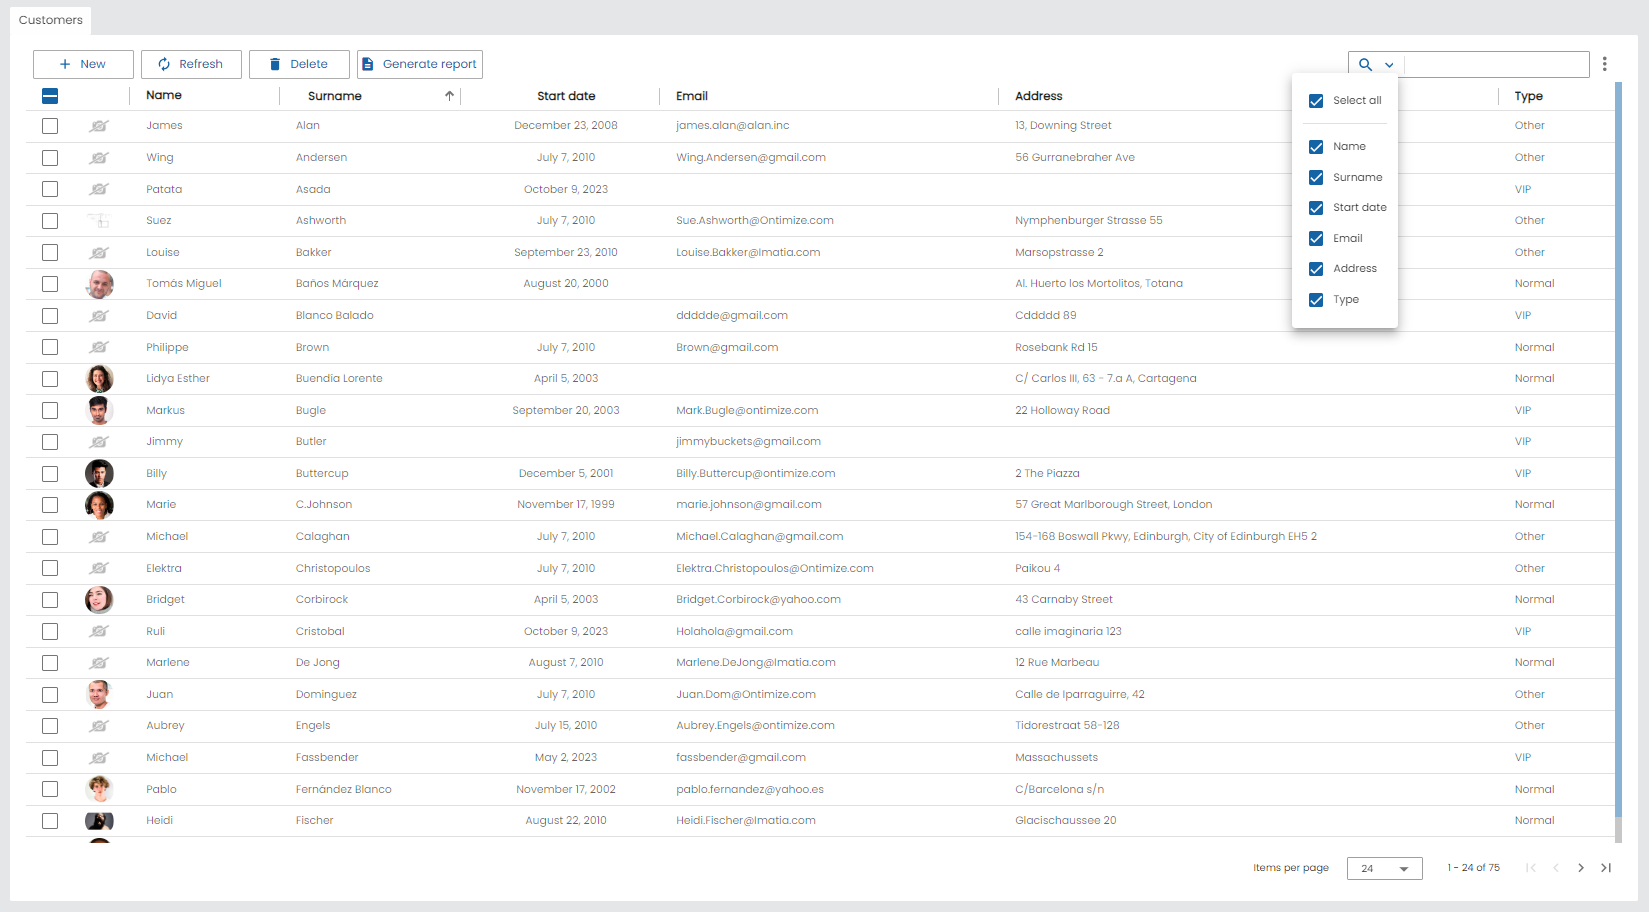 Customers
New Refresh Delete Generate report
Name Surname Start date Email Address Type
Select all
Name
Surname
Start date
Email
Address
Type
James Alan December 23, 2008 james.alan@alan.inc 13, Downing Street Other
Wing Andersen July 7, 2010 Wing.Andersen@gmail.com 56 Gurranebraher Ave Other
Patata Asada October 9, 2023 VIP
Suez Ashworth July 7, 2010 Sue.Ashworth@Ontimize.com Nymphenburger Strasse 55 Other
Louise Bakker September 23, 2010 Louise.Bakker@Imatia.com Marsopstrasse 2 Other
Tomás Miguel Baños Márquez August 20, 2000 Al. Huerto los Mortolitos, Totana Normal
David Blanco Balado ddddde@gmail.com Cddddd 89 VIP
Philippe Brown July 7, 2010 Brown@gmail.com Rosebank Rd 15 Normal
Lidya Esther Buendía Lorente April 5, 2003 C/ Carlos III, 63 - 7.a A, Cartagena Normal
Markus Bugle September 20, 2003 Mark.Bugle@ontimize.com 22 Holloway Road VIP
Jimmy Butler jimmybuckets@gmail.com VIP
Billy Buttercup December 5, 2001 Billy.Buttercup@ontimize.com 2 The Piazza VIP
Marie C.Johnson November 17, 1999 marie.johnson@gmail.com 57 Great Marlborough Street, London Normal
Michael Calaghan July 7, 2010 Michael.Calaghan@gmail.com 154-168 Boswall Pkwy, Edinburgh, City of Edinburgh EH5 2 Other
Elektra Christopoulos July 7, 2010 Elektra.Christopoulos@Ontimize.com Paikou 4 Other
Bridget Corbirock April 5, 2003 Bridget.Corbirock@yahoo.com 43 Carnaby Street Normal
Ruli Cristobal October 9, 2023 Holahola@gmail.com calle imaginaria 123 VIP
Marlene De Jong August 7, 2010 Marlene.DeJong@Imatia.com 12 Rue Marbeau Normal
Juan Dominguez July 7, 2010 Juan.Dom@Ontimize.com Calle de Iparraguirre, 42 Other
Aubrey Engels July 15, 2010 Aubrey.Engels@ontimize.com Tidorestraat 58-128 Other
Michael Fassbender May 2, 2023 fassbender@gmail.com Massachussets VIP
Pablo Fernández Blanco November 17, 2002 pablo.fernandez@yahoo.es C/Barcelona s/n Normal
Heidi Fischer August 22, 2010 Heidi.Fischer@Imatia.com Glacischaussee 20 Normal
Items per page 24 1 - 24 of 75